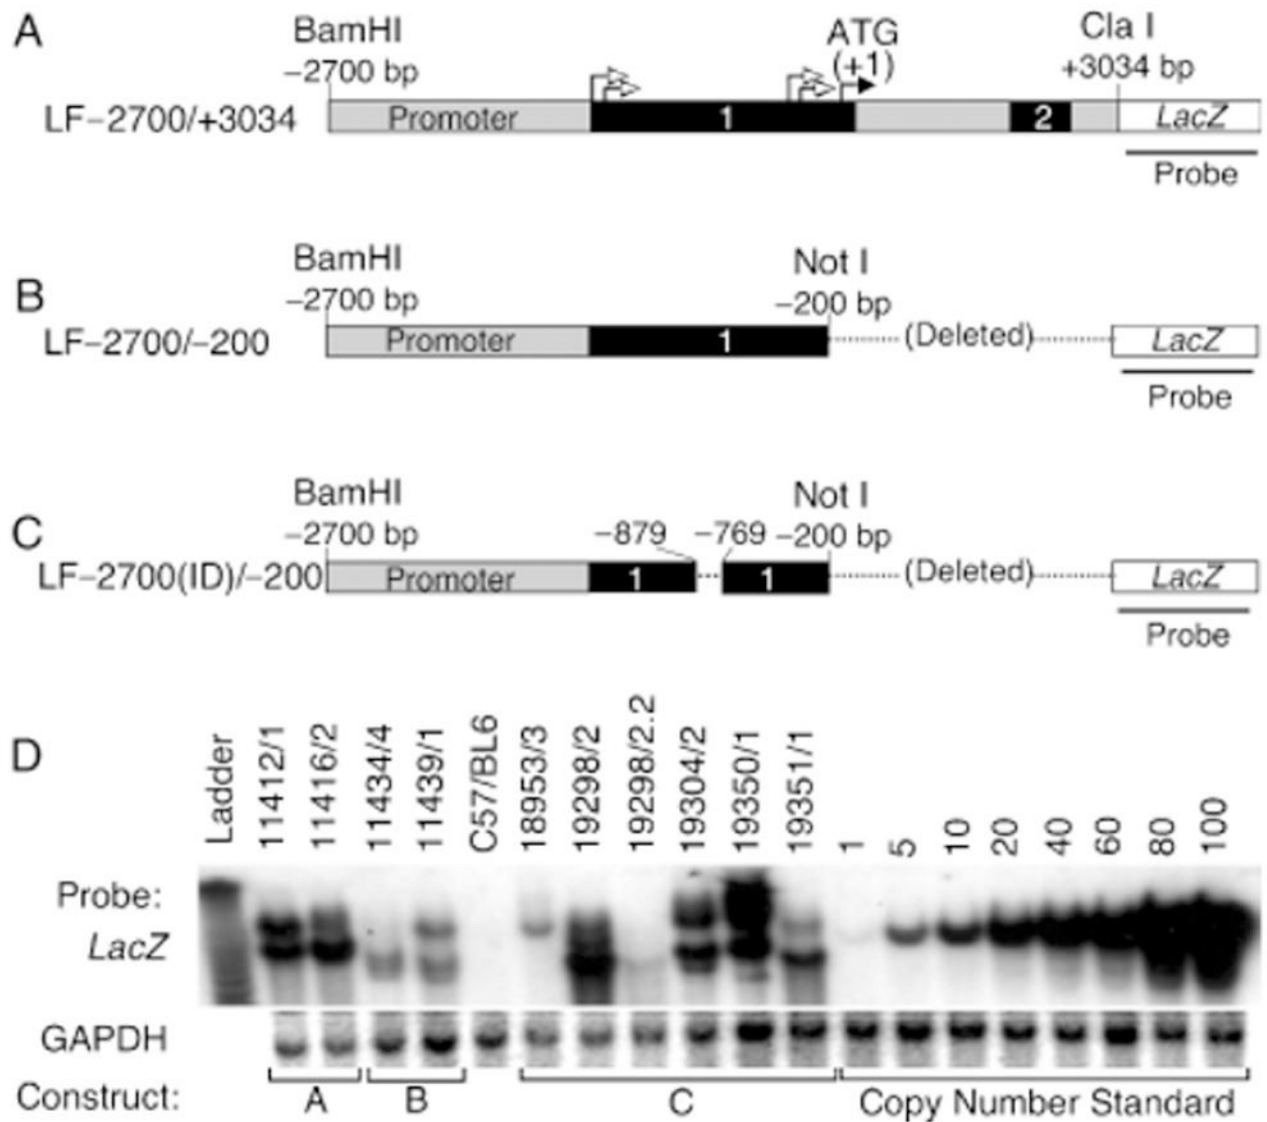 A
BamHI
−2700 bp
ATG
(+1)
Cla I
+3034 bp
LF−2700/+3034
Promoter
1
2
LacZ
Probe
B
BamHI
−2700 bp
Not I
−200 bp
LF−2700/−200
Promoter
1
(Deleted)
LacZ
Probe
C
BamHI
−2700 bp
−879
−769
Not I
−200 bp
LF−2700(ID)/−200
Promoter
1
1
(Deleted)
LacZ
Probe
D
Ladder
11412/1
11416/2
11434/4
11439/1
C57/BL6
18953/3
19298/2
19298/2.2
19304/2
19350/1
19351/1
1
5
10
20
40
60
80
100
Probe:
LacZ
GAPDH
Construct:
A
B
C
Copy Number Standard